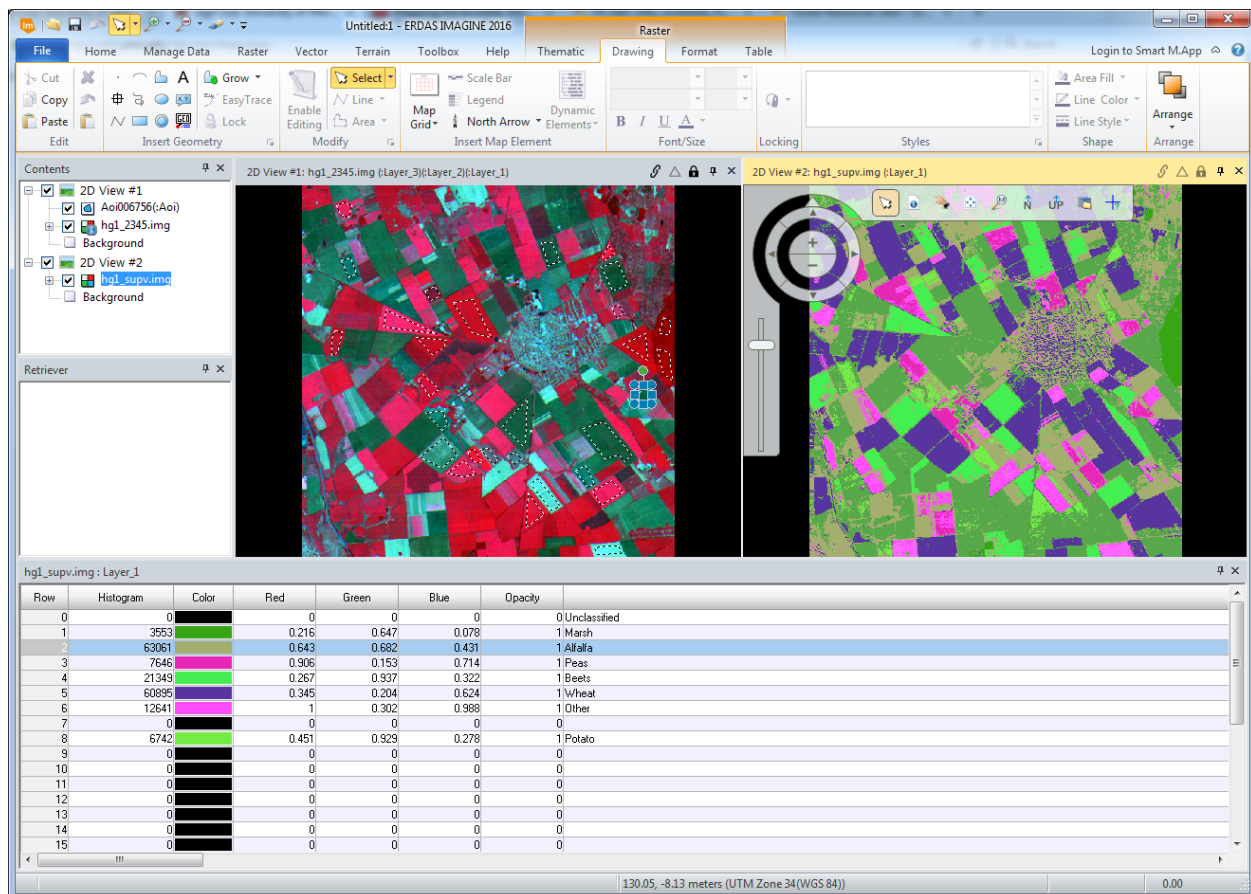 Untitled:1 - ERDAS IMAGINE 2016
Raster
File Home Manage Data Raster Vector Terrain Toolbox Help Thematic Drawing Format Table Login to Smart M.App
Cut
Copy
Paste
Edit
A
Grow
EasyTrace
Lock
Insert Geometry
Enable Editing
Select
Line
Area
Modify
Map Grid
Scale Bar
Legend
North Arrow
Dynamic Elements
Insert Map Element
B I U A
Font/Size
Locking
Styles
Area Fill
Line Color
Line Style
Shape
Arrange
Arrange
Contents
2D View #1
Aoi006756(:Aoi)
hg1_2345.img
Background
2D View #2
hg1_supv.img
Background
Retriever
2D View #1: hg1_2345.img (:Layer_3)(:Layer_2)(:Layer_1)
2D View #2: hg1_supv.img (:Layer_1)
N UP
hg1_supv.img : Layer_1
Row Histogram Color Red Green Blue Opacity
0 0 0 0 0 0 Unclassified
1 3553 0.216 0.647 0.078 1 Marsh
2 63061 0.643 0.682 0.431 1 Alfalfa
3 7646 0.906 0.153 0.714 1 Peas
4 21349 0.267 0.937 0.322 1 Beets
5 60895 0.345 0.204 0.624 1 Wheat
6 12641 1 0.302 0.988 1 Other
7 0 0 0 0 0
8 6742 0.451 0.929 0.278 1 Potato
9 0 0 0 0 0
10 0 0 0 0 0
11 0 0 0 0 0
12 0 0 0 0 0
13 0 0 0 0 0
14 0 0 0 0 0
15 0 0 0 0 0
130.05, -8.13 meters (UTM Zone 34(WGS 84)) 0.00